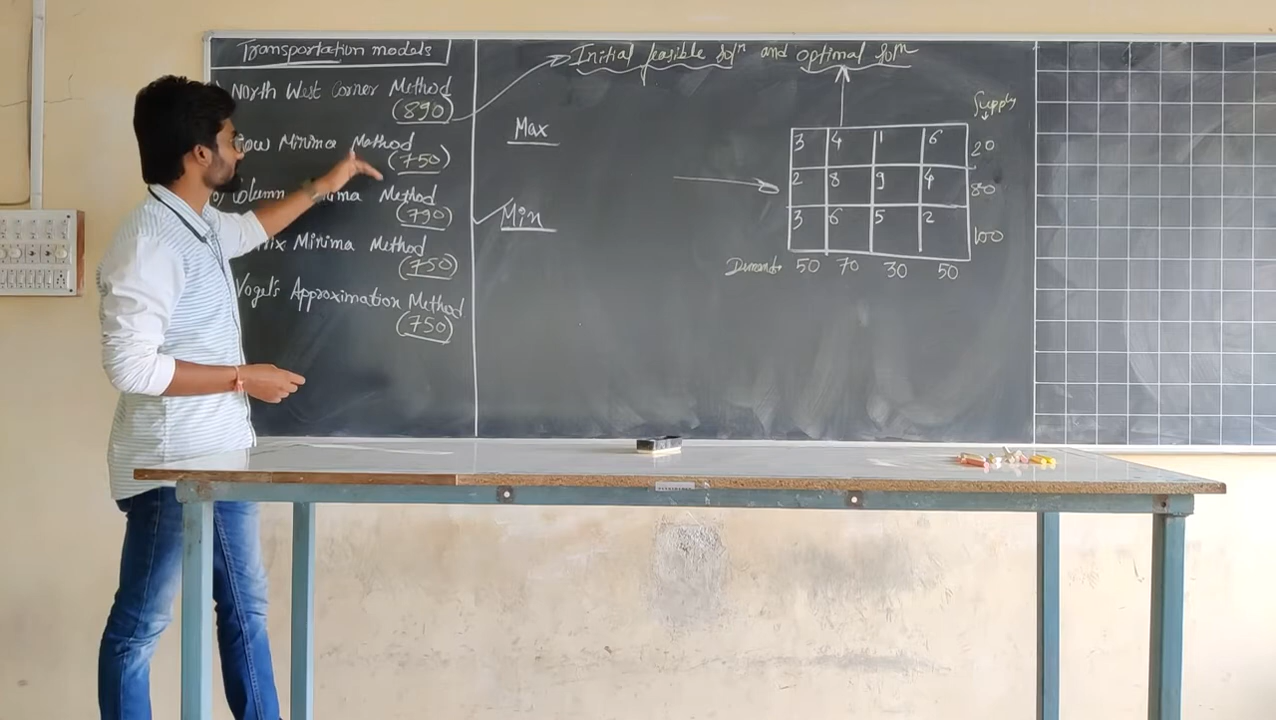 Transportation models
North West Corner Method
(890)
Row Minima Method
(750)
Column Minima Method
(790)
Minima Method
(750)
Vogel's Approximation Method
(750)
Initial feasible solⁿ and optimal solⁿ
Max
Min
Supply
3 4 1 6 20
2 8 9 4 80
3 6 5 2 100
Demand. 50 70 30 50